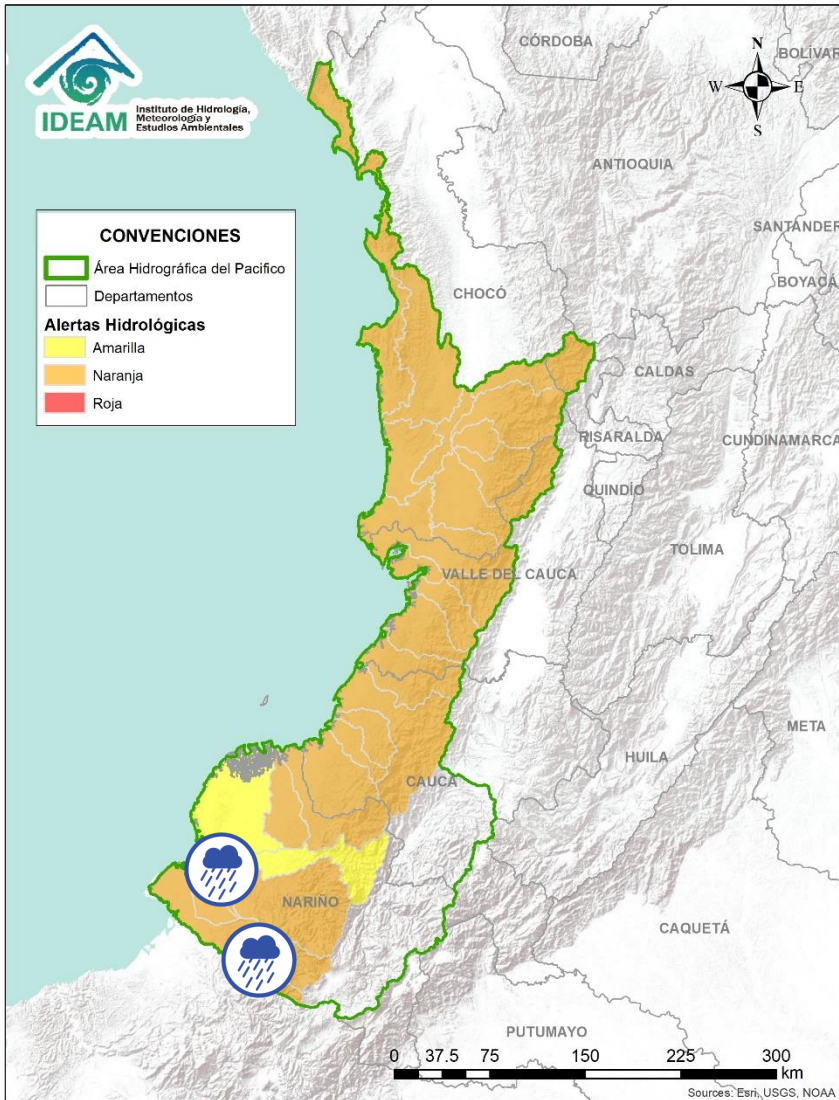 IDEAM
Instituto de Hidrología,
Meteorología y
Estudios Ambientales
CÓRDOBA
BOLÍVAR
N
W
E
S
ANTIOQUIA
SANTANDER
BOYACÁ
CONVENCIONES
Área Hidrográfica del Pacifico
Departamentos
Alertas Hidrológicas
Amarilla
Naranja
Roja
CHOCÓ
CALDAS
RISARALDA
CUNDINAMARCA
QUINDÍO
TOLIMA
VALLE DEL CAUCA
META
HUILA
CAUCA
NARIÑO
CAQUETÁ
PUTUMAYO
0 37.5 75 150 225 300
km
Sources: Esri, USGS, NOAA